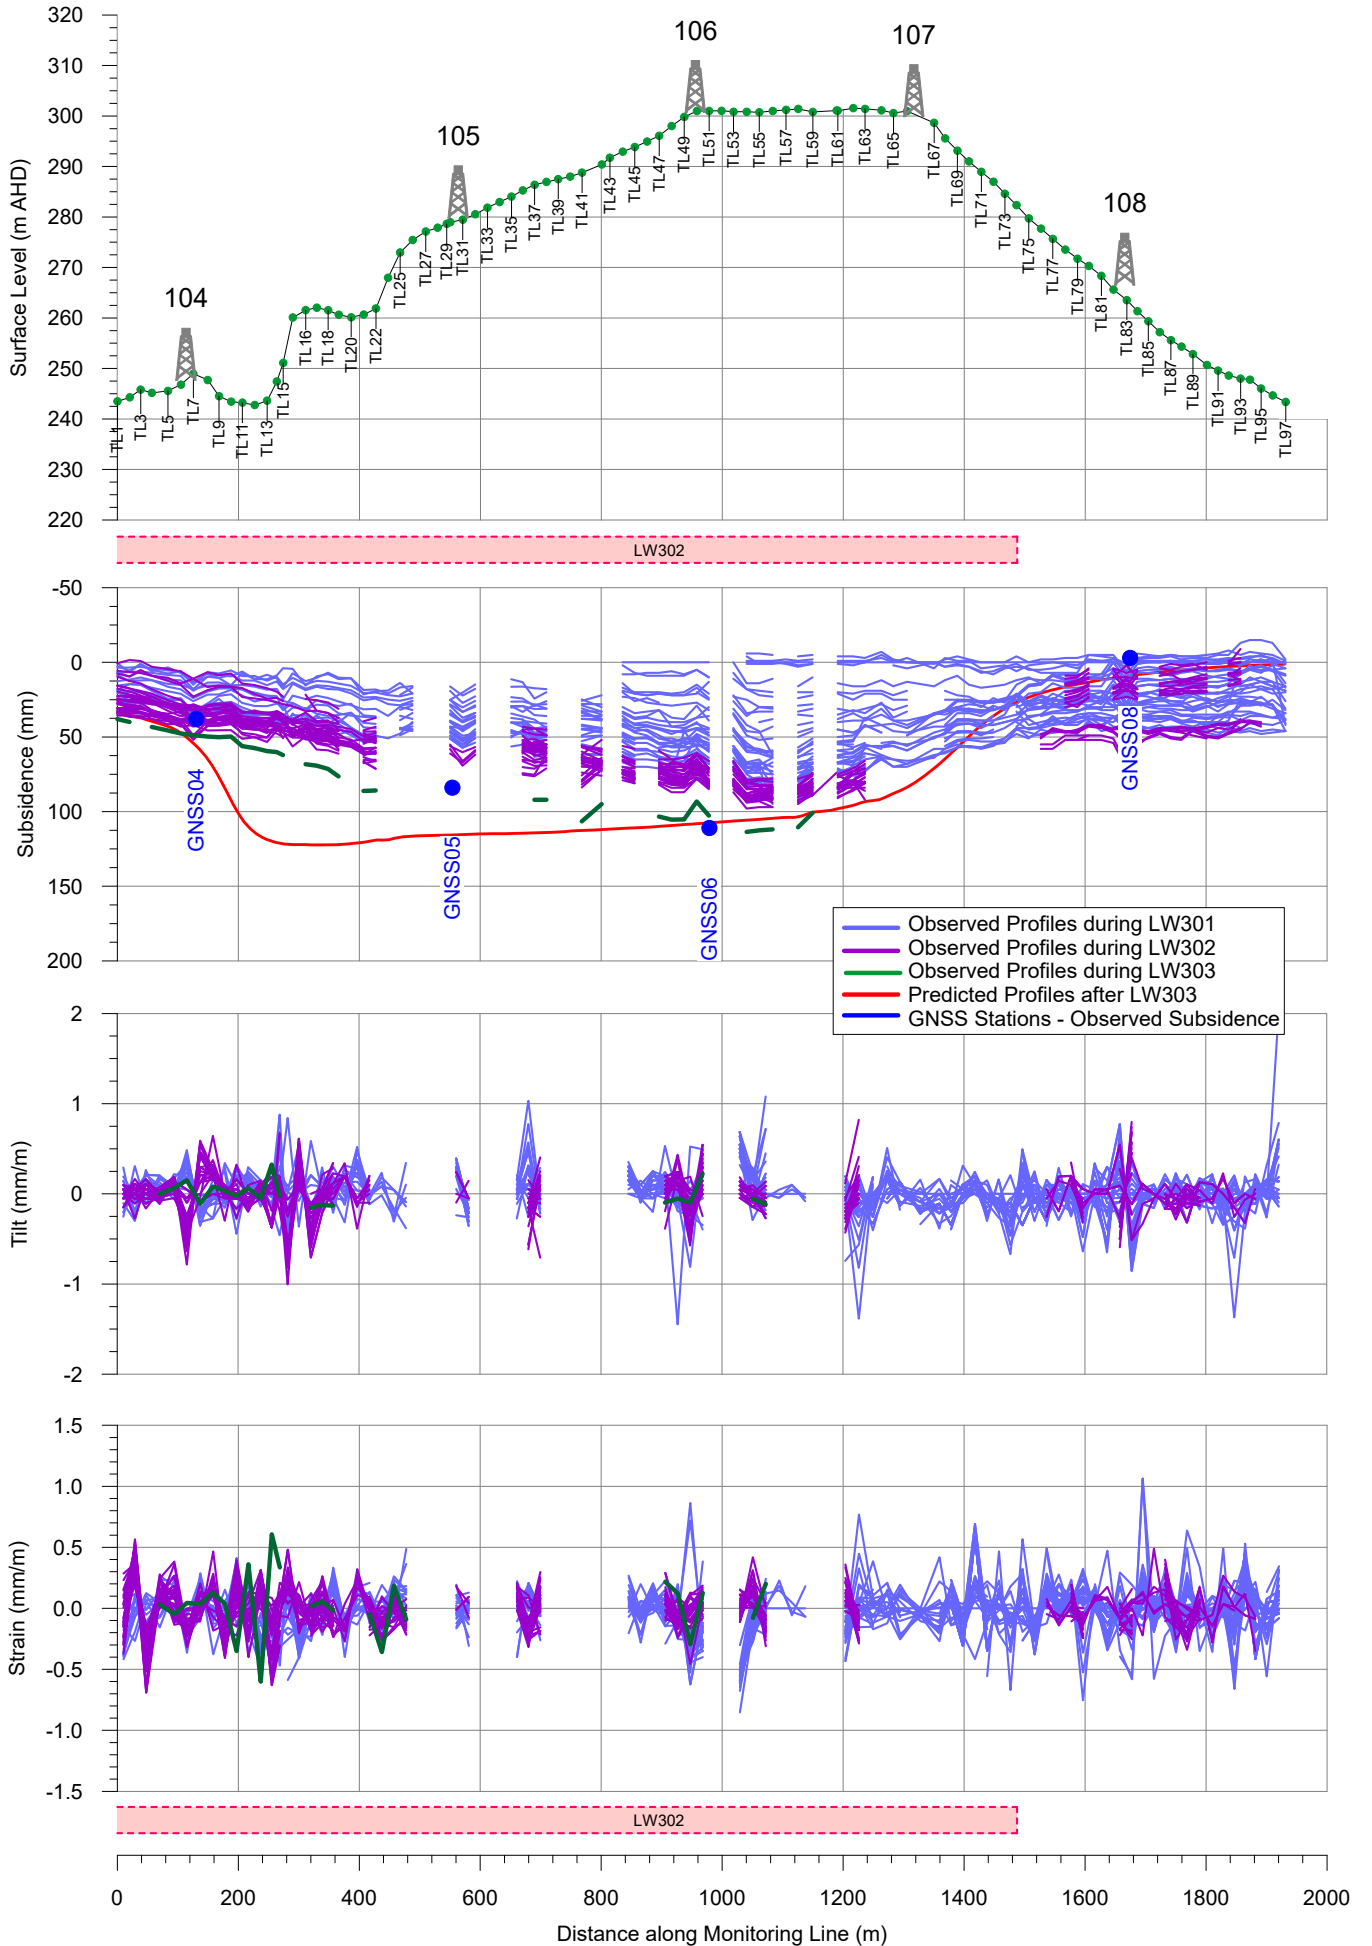 320
310
300
290
280
270
260
250
240
230
220
Surface Level (m AHD)
104
105
106
107
108
TL1
TL3
TL5
TL7
TL9
TL11
TL13
TL15
TL16
TL18
TL20
TL22
TL25
TL27
TL29
TL31
TL33
TL35
TL37
TL39
TL41
TL43
TL45
TL47
TL49
TL51
TL53
TL55
TL57
TL59
TL61
TL63
TL65
TL67
TL69
TL71
TL73
TL75
TL77
TL79
TL81
TL83
TL85
TL87
TL89
TL91
TL93
TL95
TL97
LW302
-50
0
50
100
150
200
Subsidence (mm)
GNSS04
GNSS05
GNSS06
GNSS08
Observed Profiles during LW301
Observed Profiles during LW302
Observed Profiles during LW303
Predicted Profiles after LW303
GNSS Stations - Observed Subsidence
2
1
0
-1
-2
Tilt (mm/m)
1.5
1.0
0.5
0.0
-0.5
-1.0
-1.5
Strain (mm/m)
LW302
0 200 400 600 800 1000 1200 1400 1600 1800 2000
Distance along Monitoring Line (m)